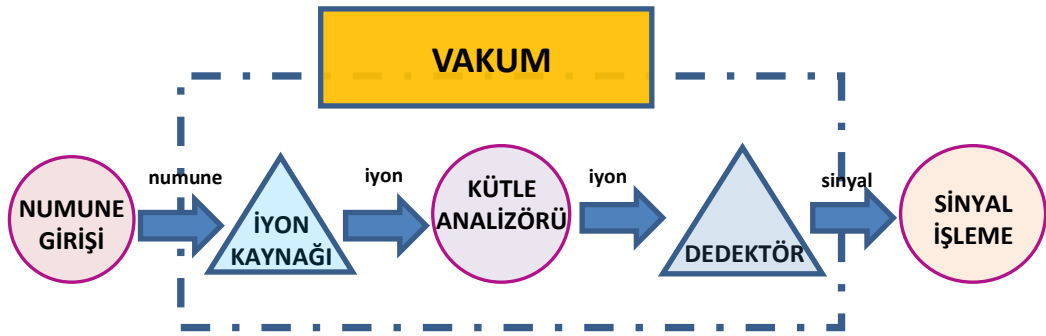 VAKUM
numune
iyon
iyon
sinyal
NUMUNE
GİRİŞİ
İYON
KAYNAĞI
KÜTLE
ANALİZÖRÜ
DEDEKTÖR
SİNYAL
İŞLEME